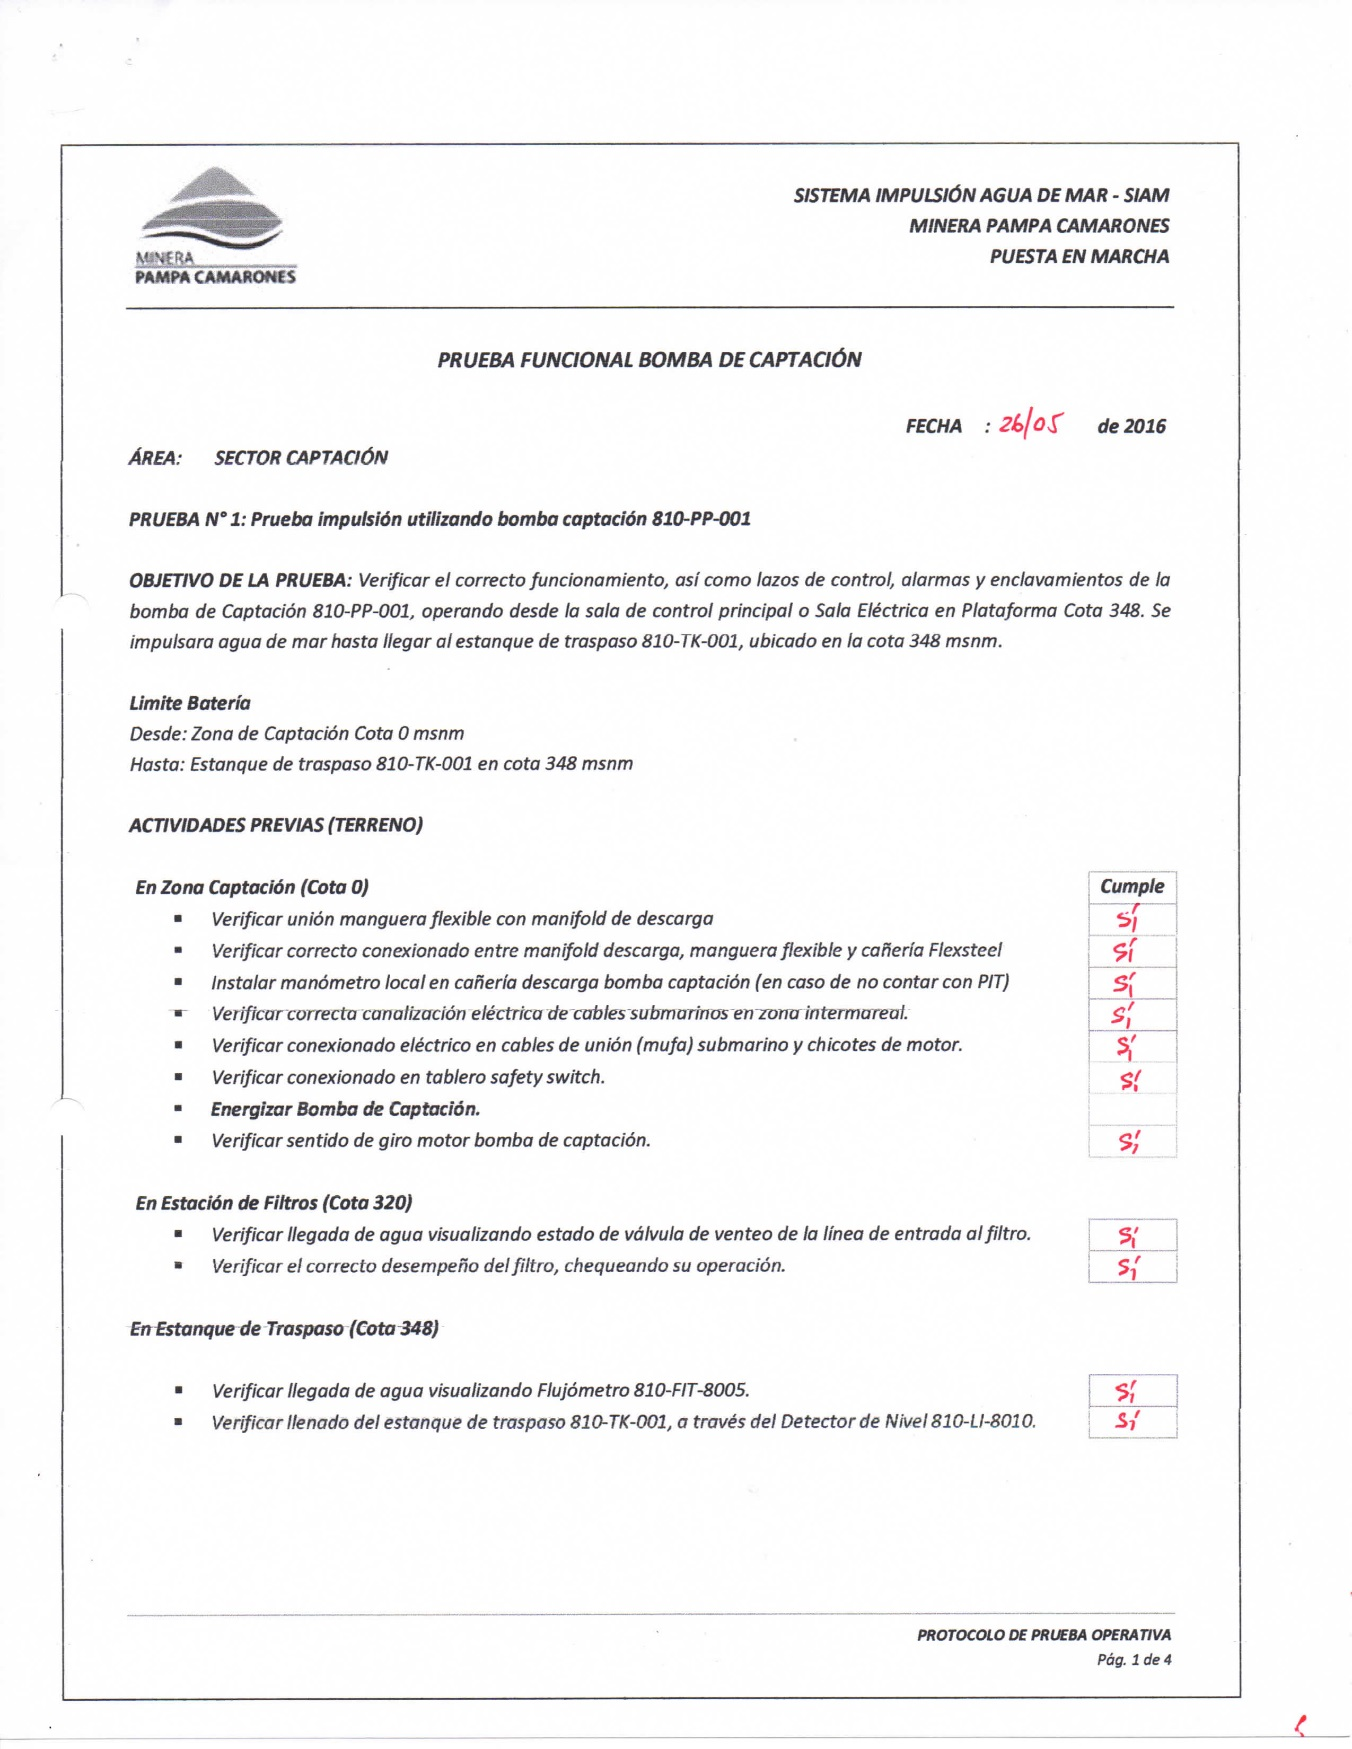 MINERA
PAMPA CAMARONES
SISTEMA IMPULSIÓN AGUA DE MAR - SIAM
MINERA PAMPA CAMARONES
PUESTA EN MARCHA
PRUEBA FUNCIONAL BOMBA DE CAPTACIÓN
FECHA : 26/05 de 2016
ÁREA: SECTOR CAPTACIÓN
PRUEBA N° 1: Prueba impulsión utilizando bomba captación 810-PP-001
OBJETIVO DE LA PRUEBA: Verificar el correcto funcionamiento, así como lazos de control, alarmas y enclavamientos de la
bomba de Captación 810-PP-001, operando desde la sala de control principal o Sala Eléctrica en Plataforma Cota 348. Se
impulsara agua de mar hasta llegar al estanque de traspaso 810-TK-001, ubicado en la cota 348 msnm.
Limite Batería
Desde: Zona de Captación Cota 0 msnm
Hasta: Estanque de traspaso 810-TK-001 en cota 348 msnm
ACTIVIDADES PREVIAS (TERRENO)
En Zona Captación (Cota 0) Cumple
▪ Verificar unión manguera flexible con manifold de descarga Sí
▪ Verificar correcto conexionado entre manifold descarga, manguera flexible y cañería Flexsteel Sí
▪ Instalar manómetro local en cañería descarga bomba captación (en caso de no contar con PIT) Sí
▪ Verificar correcta canalización eléctrica de cables submarinos en zona intermareal. Sí
▪ Verificar conexionado eléctrico en cables de unión (mufa) submarino y chicotes de motor. Sí
▪ Verificar conexionado en tablero safety switch. Sí
▪ Energizar Bomba de Captación.
▪ Verificar sentido de giro motor bomba de captación. Sí
En Estación de Filtros (Cota 320)
▪ Verificar llegada de agua visualizando estado de válvula de venteo de la línea de entrada al filtro. Sí
▪ Verificar el correcto desempeño del filtro, chequeando su operación. Sí
En Estanque de Traspaso (Cota 348)
▪ Verificar llegada de agua visualizando Flujómetro 810-FIT-8005. Sí
▪ Verificar llenado del estanque de traspaso 810-TK-001, a través del Detector de Nivel 810-LI-8010. Sí
PROTOCOLO DE PRUEBA OPERATIVA
Pág. 1 de 4